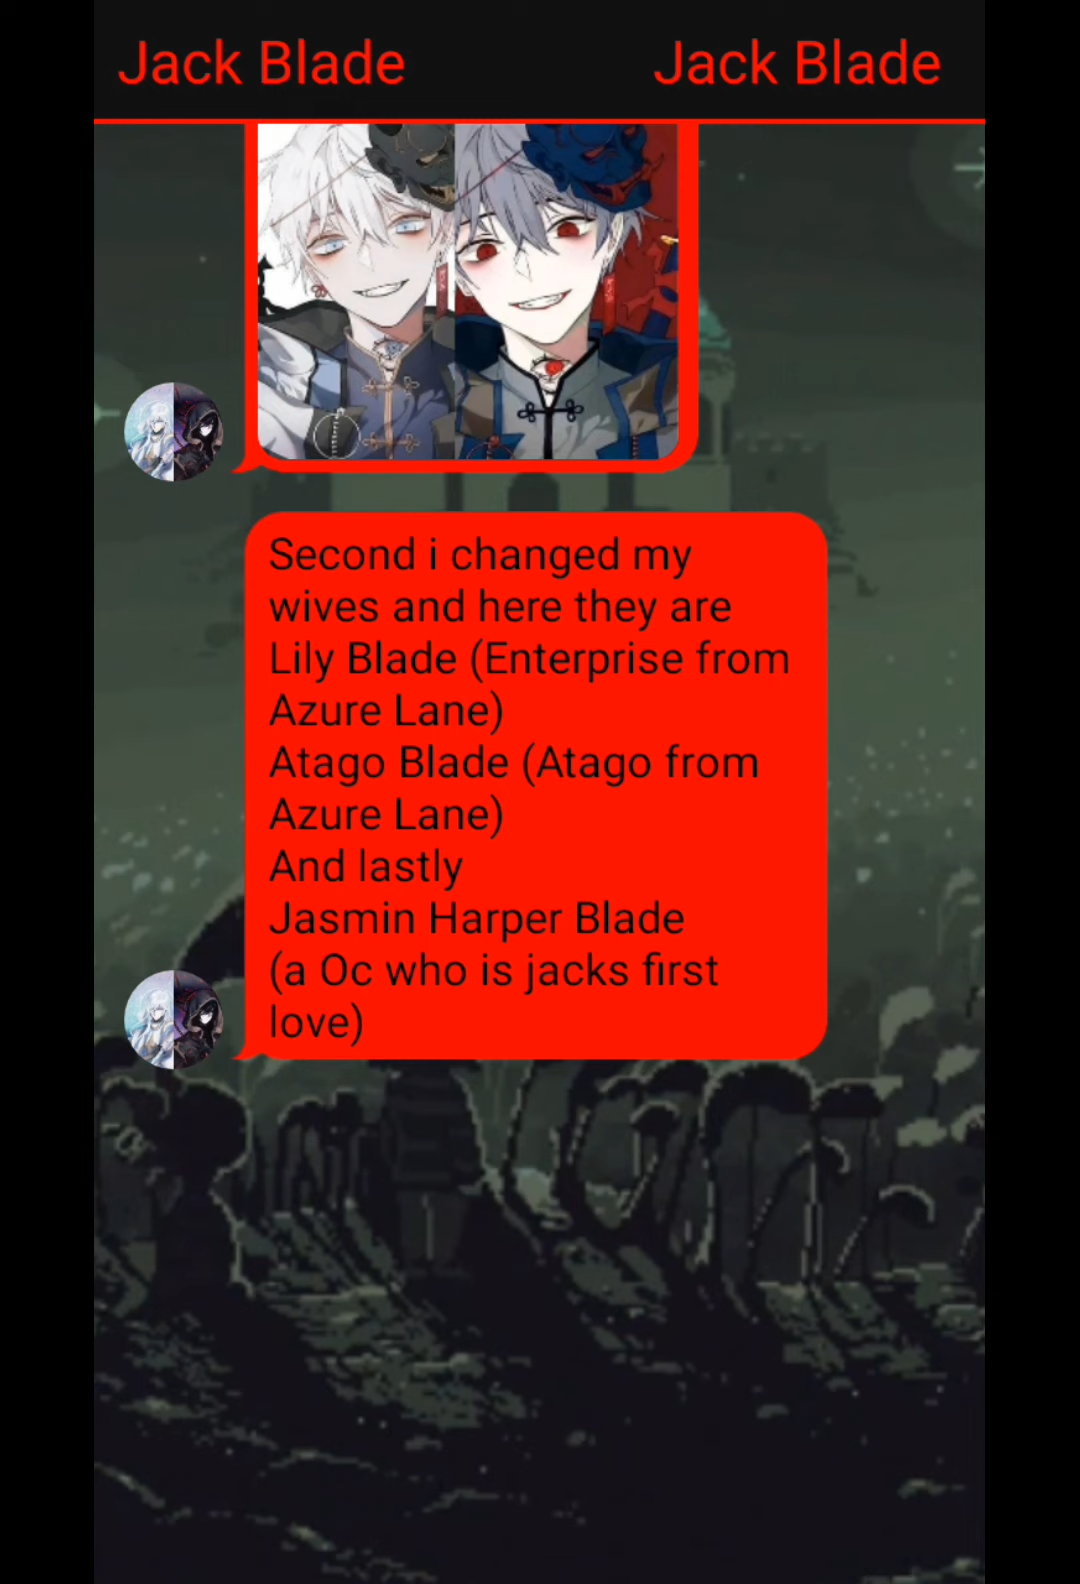 Jack Blade
Jack Blade
Second i changed my
wives and here they are
Lily Blade (Enterprise from
Azure Lane)
Atago Blade (Atago from
Azure Lane)
And lastly
Jasmin Harper Blade
(a Oc who is jacks first
love)